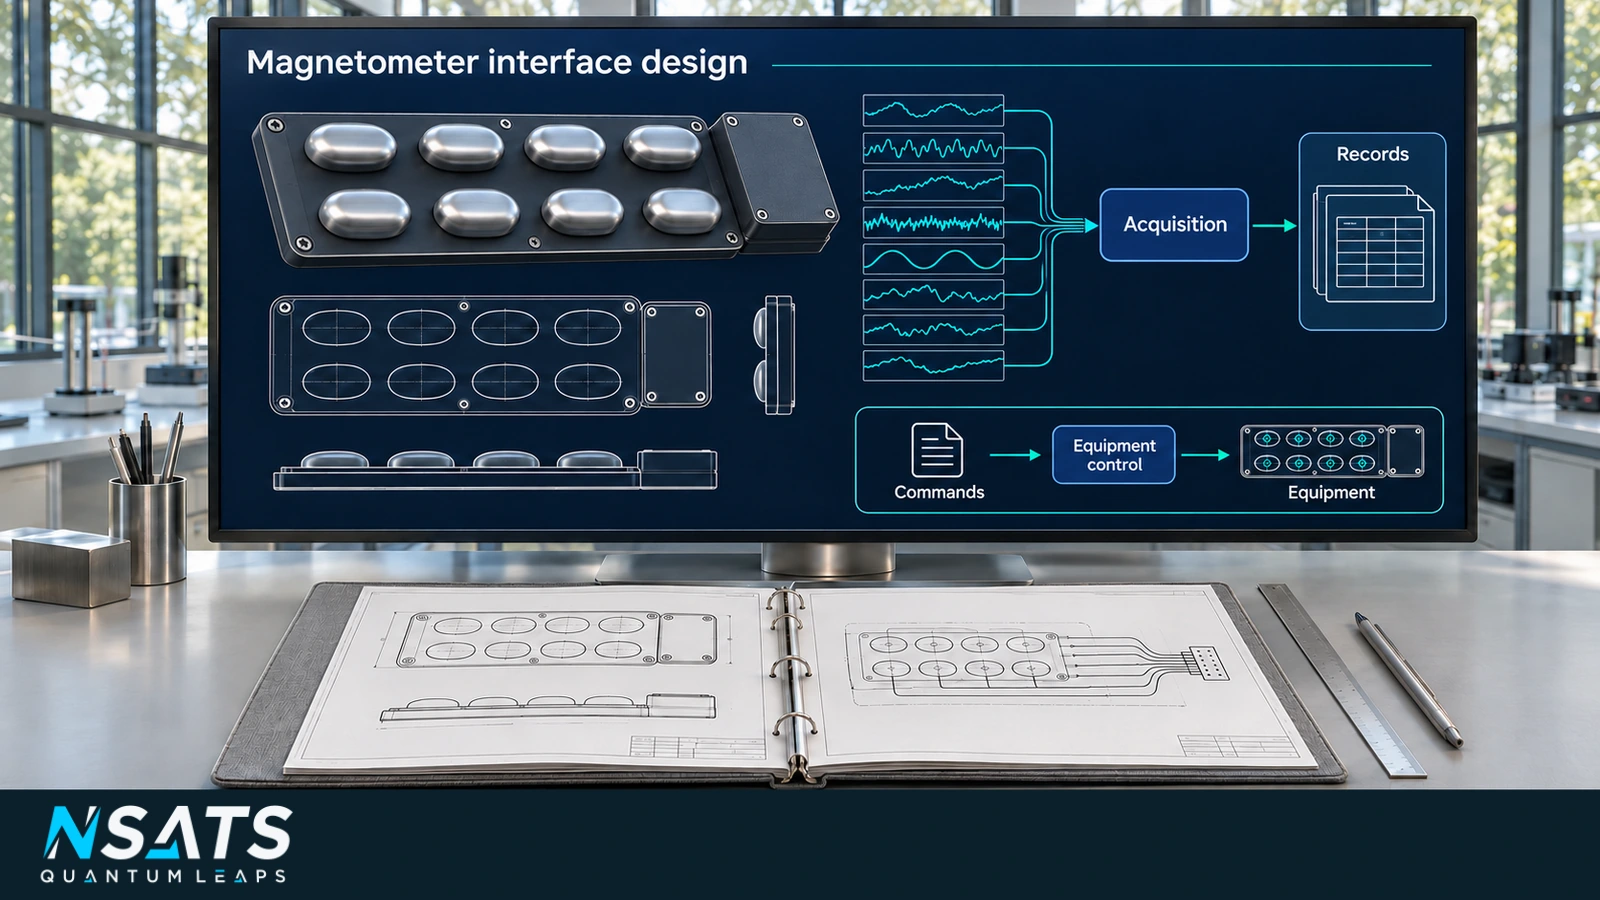 Magnetometer interface design
Records
Acquisition
Equipment
control
Commands
Equipment
NSATS
QUANTUM LEAPS